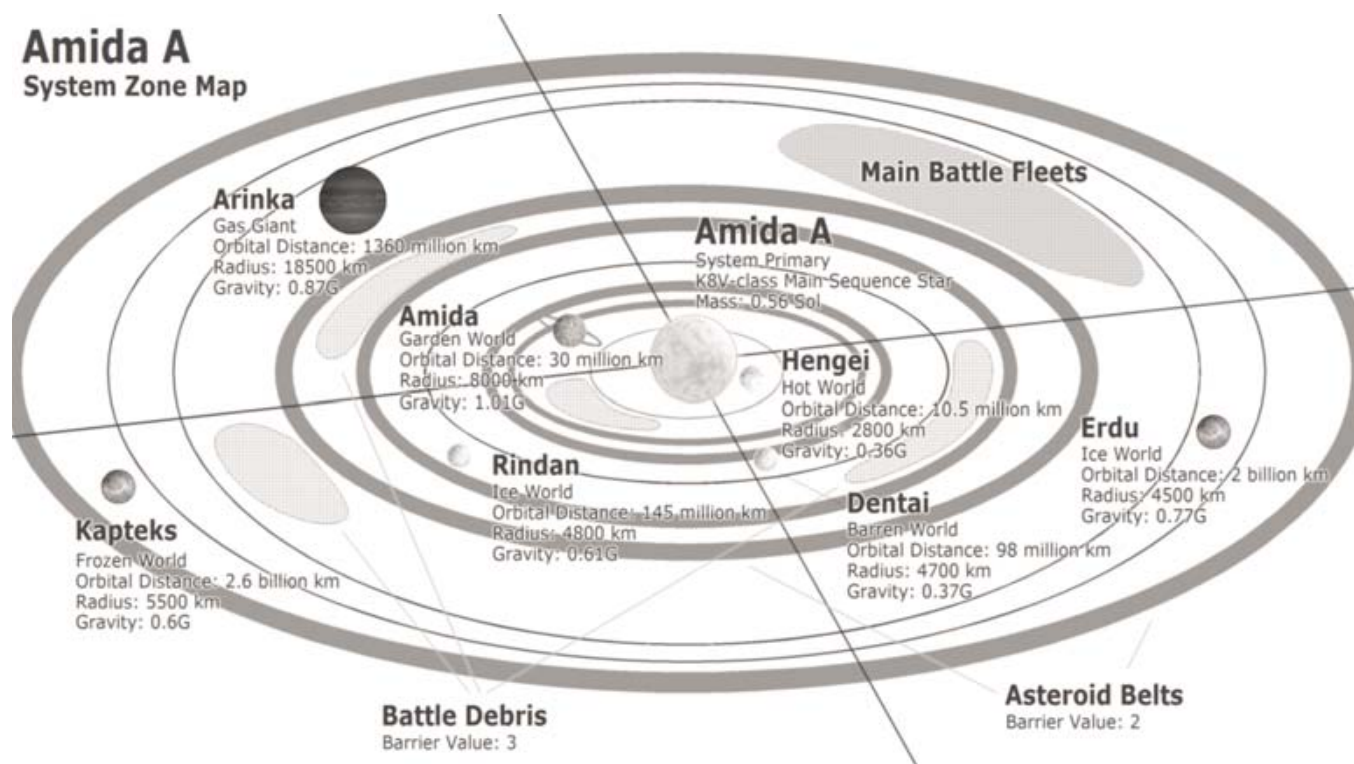 Amida A
System Zone Map
Main Battle Fleets
Arinka
Gas Giant
Orbital Distance: 1360 million km
Radius: 18500 km
Gravity: 0.87G
Amida A
System Primary
K8V-class Main Sequence Star
Mass: 0.56 Sol
Amida
Garden World
Orbital Distance: 30 million km
Radius: 8000 km
Gravity: 1.01G
Hengei
Hot World
Orbital Distance: 10.5 million km
Radius: 2800 km
Gravity: 0.36G
Erdu
Ice World
Orbital Distance: 2 billion km
Radius: 4500 km
Gravity: 0.77G
Rindan
Ice World
Orbital Distance: 145 million km
Radius: 4800 km
Gravity: 0.61G
Dentai
Barren World
Orbital Distance: 98 million km
Radius: 4700 km
Gravity: 0.37G
Kapteks
Frozen World
Orbital Distance: 2.6 billion km
Radius: 5500 km
Gravity: 0.6G
Battle Debris
Barrier Value: 3
Asteroid Belts
Barrier Value: 2